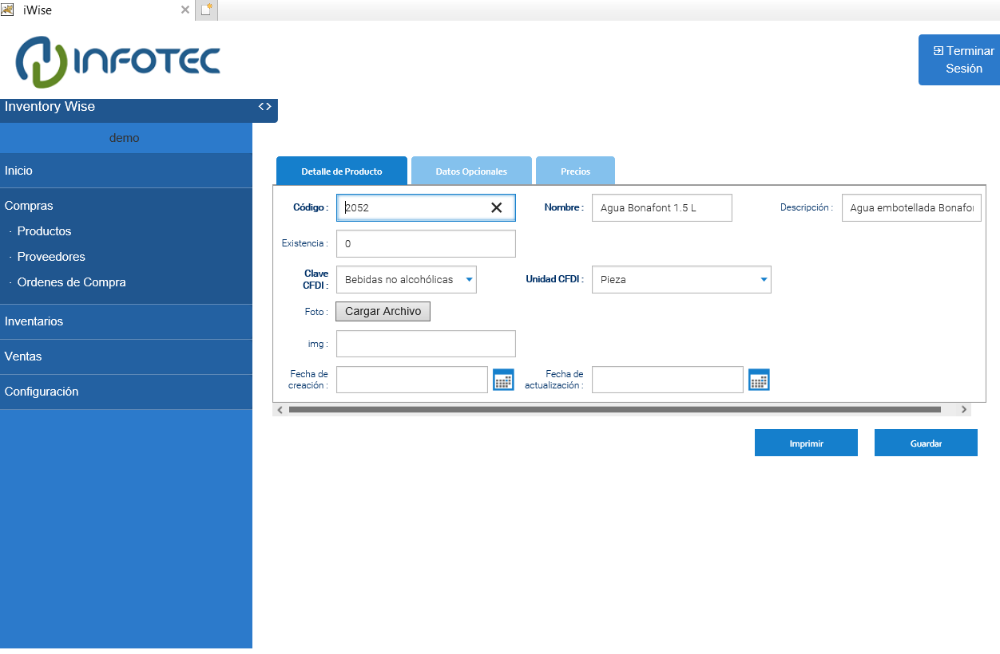 iWise
INFOTEC
Terminar
Sesión
Inventory Wise
demo
Inicio
Compras
· Productos
· Proveedores
· Ordenes de Compra
Inventarios
Ventas
Configuración
Detalle de Producto
Datos Opcionales
Precios
Código : 2052
Nombre : Agua Bonafont 1.5 L
Descripción : Agua embotellada Bonafo
Existencia : 0
Clave
CFDI : Bebidas no alcohólicas
Unidad CFDI : Pieza
Foto : Cargar Archivo
img :
Fecha de
creación :
Fecha de
actualización :
Imprimir
Guardar